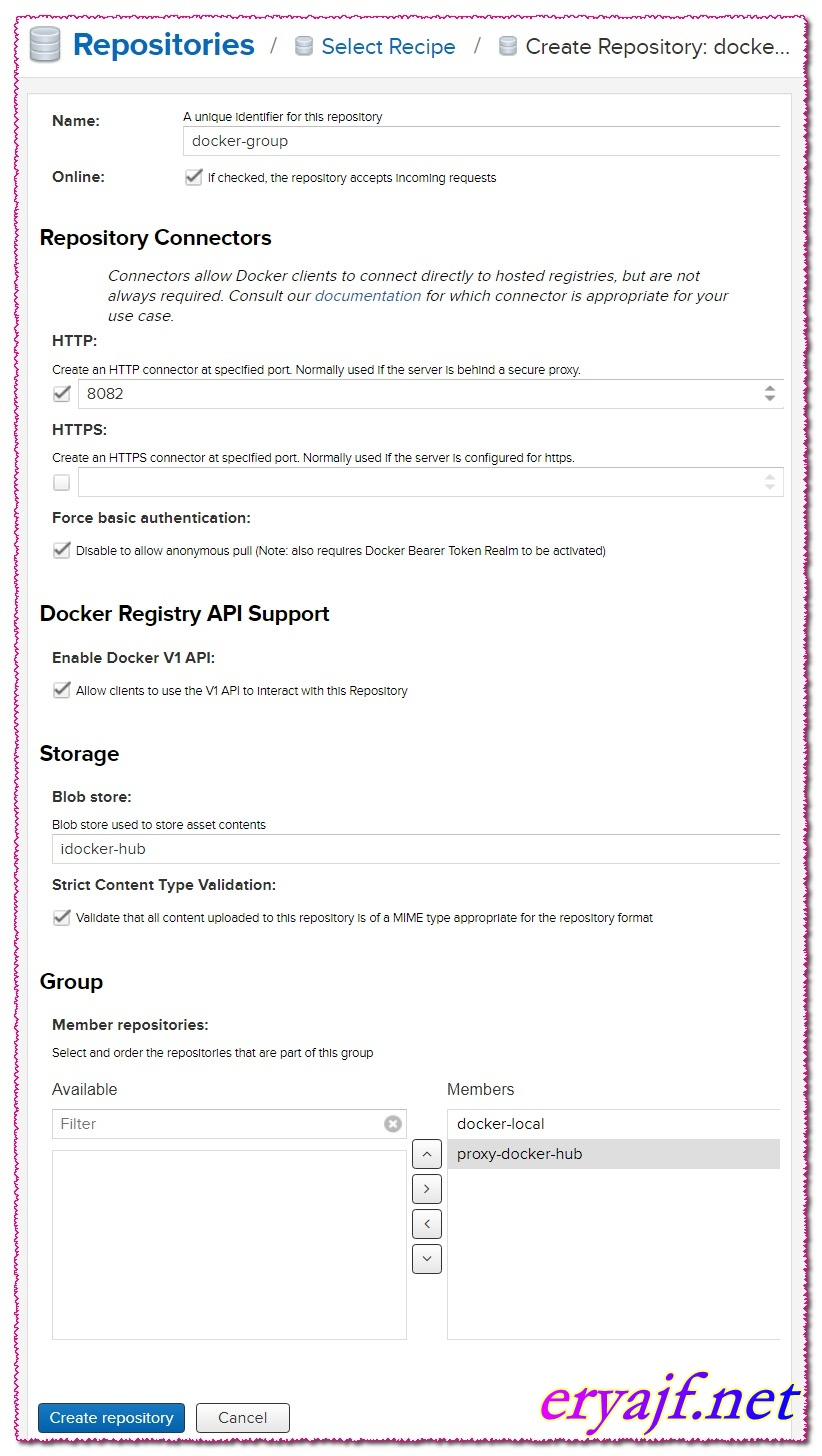 Repositories / Select Recipe / Create Repository: docke...
Name:
A unique identifier for this repository
docker-group
Online:
If checked, the repository accepts incoming requests
Repository Connectors
Connectors allow Docker clients to connect directly to hosted registries, but are not
always required. Consult our documentation for which connector is appropriate for your
use case.
HTTP:
Create an HTTP connector at specified port. Normally used if the server is behind a secure proxy.
8082
HTTPS:
Create an HTTPS connector at specified port. Normally used if the server is configured for https.
Force basic authentication:
Disable to allow anonymous pull (Note: also requires Docker Bearer Token Realm to be activated)
Docker Registry API Support
Enable Docker V1 API:
Allow clients to use the V1 API to interact with this Repository
Storage
Blob store:
Blob store used to store asset contents
idocker-hub
Strict Content Type Validation:
Validate that all content uploaded to this repository is of a MIME type appropriate for the repository format
Group
Member repositories:
Select and order the repositories that are part of this group
Available
Members
Filter
docker-local
proxy-docker-hub
Create repository
Cancel
eryajf.net